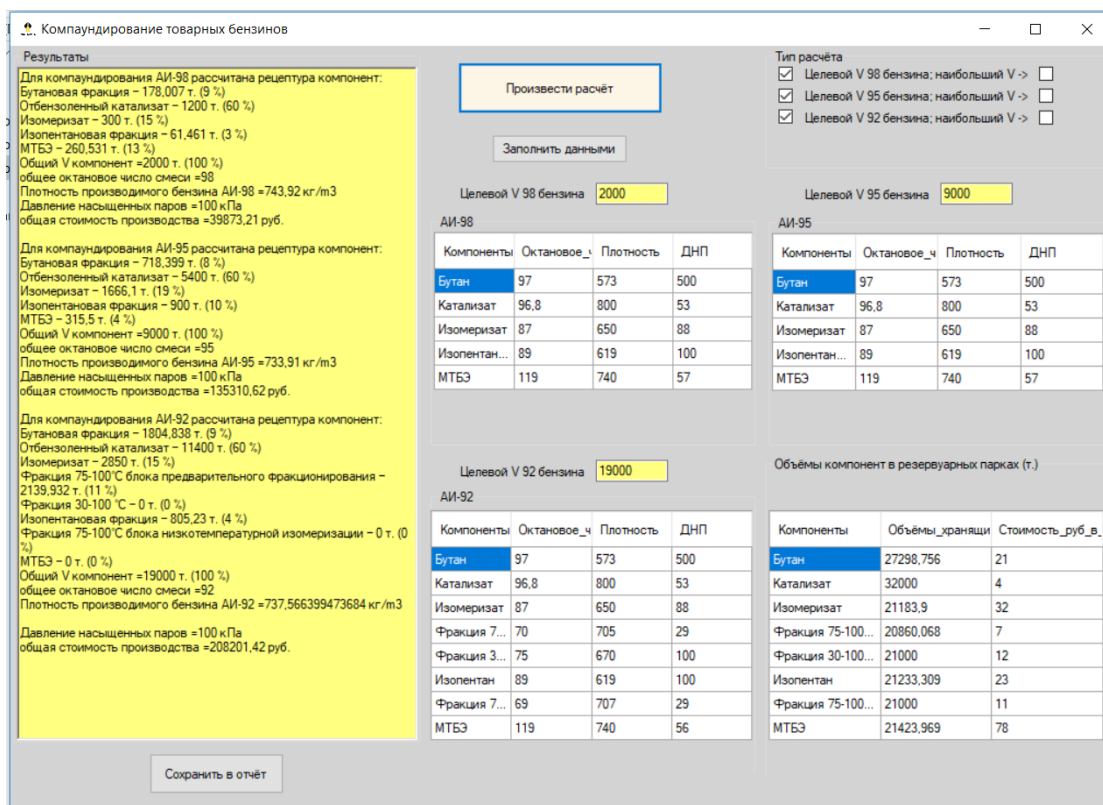 Компаундирование товарных бензинов
Результаты
Для компаундирования АИ-98 рассчитана рецептура компонент:
Бутановая фракция – 178,007 т. (9 %)
Отбензоленный катализат – 1200 т. (60 %)
Изомеризат – 300 т. (15 %)
Изопентановая фракция – 61,461 т. (3 %)
МТБЭ – 260,531 т. (13 %)
Общий V компонент =2000 т. (100 %)
общее октановое число смеси =98
Плотность производимого бензина АИ-98 =743,92 кг/m3
Давление насыщенных паров =100 кПа
общая стоимость производства =39873,21 руб.
Для компаундирования АИ-95 рассчитана рецептура компонент:
Бутановая фракция – 718,399 т. (8 %)
Отбензоленный катализат – 5400 т. (60 %)
Изомеризат – 1666,1 т. (19 %)
Изопентановая фракция – 900 т. (10 %)
МТБЭ – 315,5 т. (4 %)
Общий V компонент =9000 т. (100 %)
общее октановое число смеси =95
Плотность производимого бензина АИ-95 =733,91 кг/m3
Давление насыщенных паров =100 кПа
общая стоимость производства =135310,62 руб.
Для компаундирования АИ-92 рассчитана рецептура компонент:
Бутановая фракция – 1804,838 т. (9 %)
Отбензоленный катализат – 11400 т. (60 %)
Изомеризат – 2850 т. (15 %)
Фракция 75-100°С блока предварительного фракционирования –
2139,932 т. (11 %)
Фракция 30-100 °С – 0 т. (0 %)
Изопентановая фракция – 805,23 т. (4 %)
Фракция 75-100°С блока низкотемпературной изомеризации – 0 т. (0
%)
МТБЭ – 0 т. (0 %)
Общий V компонент =19000 т. (100 %)
общее октановое число смеси =92
Плотность производимого бензина АИ-92 =737,566399473684 кг/m3
Давление насыщенных паров =100 кПа
общая стоимость производства =208201,42 руб.
Сохранить в отчёт
Произвести расчёт
Заполнить данными
Тип расчёта
Целевой V 98 бензина; наибольший V ->
Целевой V 95 бензина; наибольший V ->
Целевой V 92 бензина; наибольший V ->
Целевой V 98 бензина 2000
АИ-98
Компоненты Октановое_ч Плотность ДНП
Бутан 97 573 500
Катализат 96,8 800 53
Изомеризат 87 650 88
Изопентан... 89 619 100
МТБЭ 119 740 57
Целевой V 95 бензина 9000
АИ-95
Компоненты Октановое_ч Плотность ДНП
Бутан 97 573 500
Катализат 96,8 800 53
Изомеризат 87 650 88
Изопентан... 89 619 100
МТБЭ 119 740 57
Целевой V 92 бензина 19000
АИ-92
Компоненты Октановое_ч Плотность ДНП
Бутан 97 573 500
Катализат 96,8 800 53
Изомеризат 87 650 88
Фракция 7... 70 705 29
Фракция 3... 75 670 100
Изопентан 89 619 100
Фракция 7... 69 707 29
МТБЭ 119 740 56
Объёмы компонент в резервуарных парках (т.)
Компоненты Объёмы_хранящи Стоимость_руб_в_
Бутан 27298,756 21
Катализат 32000 4
Изомеризат 21183,9 32
Фракция 75-100... 20860,068 7
Фракция 30-100... 21000 12
Изопентан 21233,309 23
Фракция 75-100... 21000 11
МТБЭ 21423,969 78